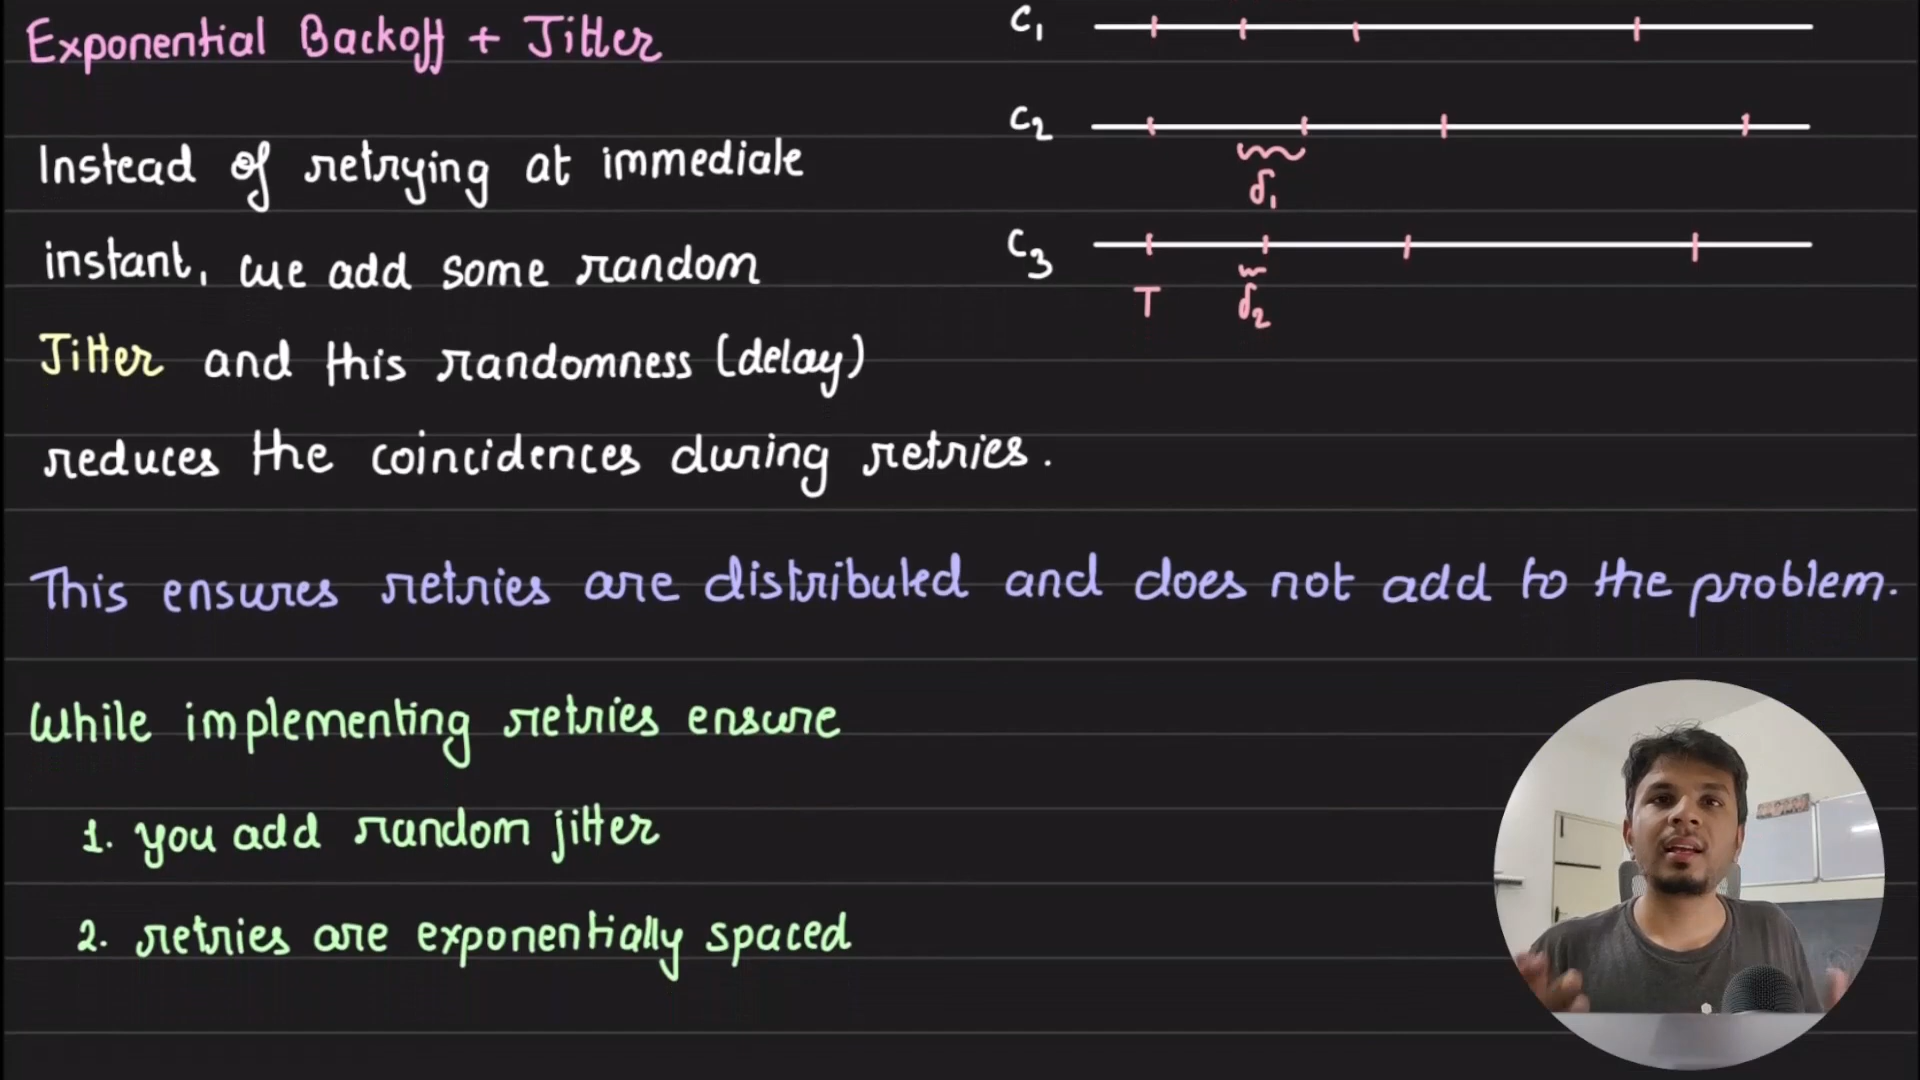 Exponential Backoff + Jitter
Instead of retrying at immediate
instant, we add some random
Jitter and this randomness (delay)
reduces the coincidences during retries.
C₁
C₂
δ₁
C₃
T δ₂
This ensures retries are distributed and does not add to the problem.
While implementing retries ensure
1. you add random jitter
2. retries are exponentially spaced